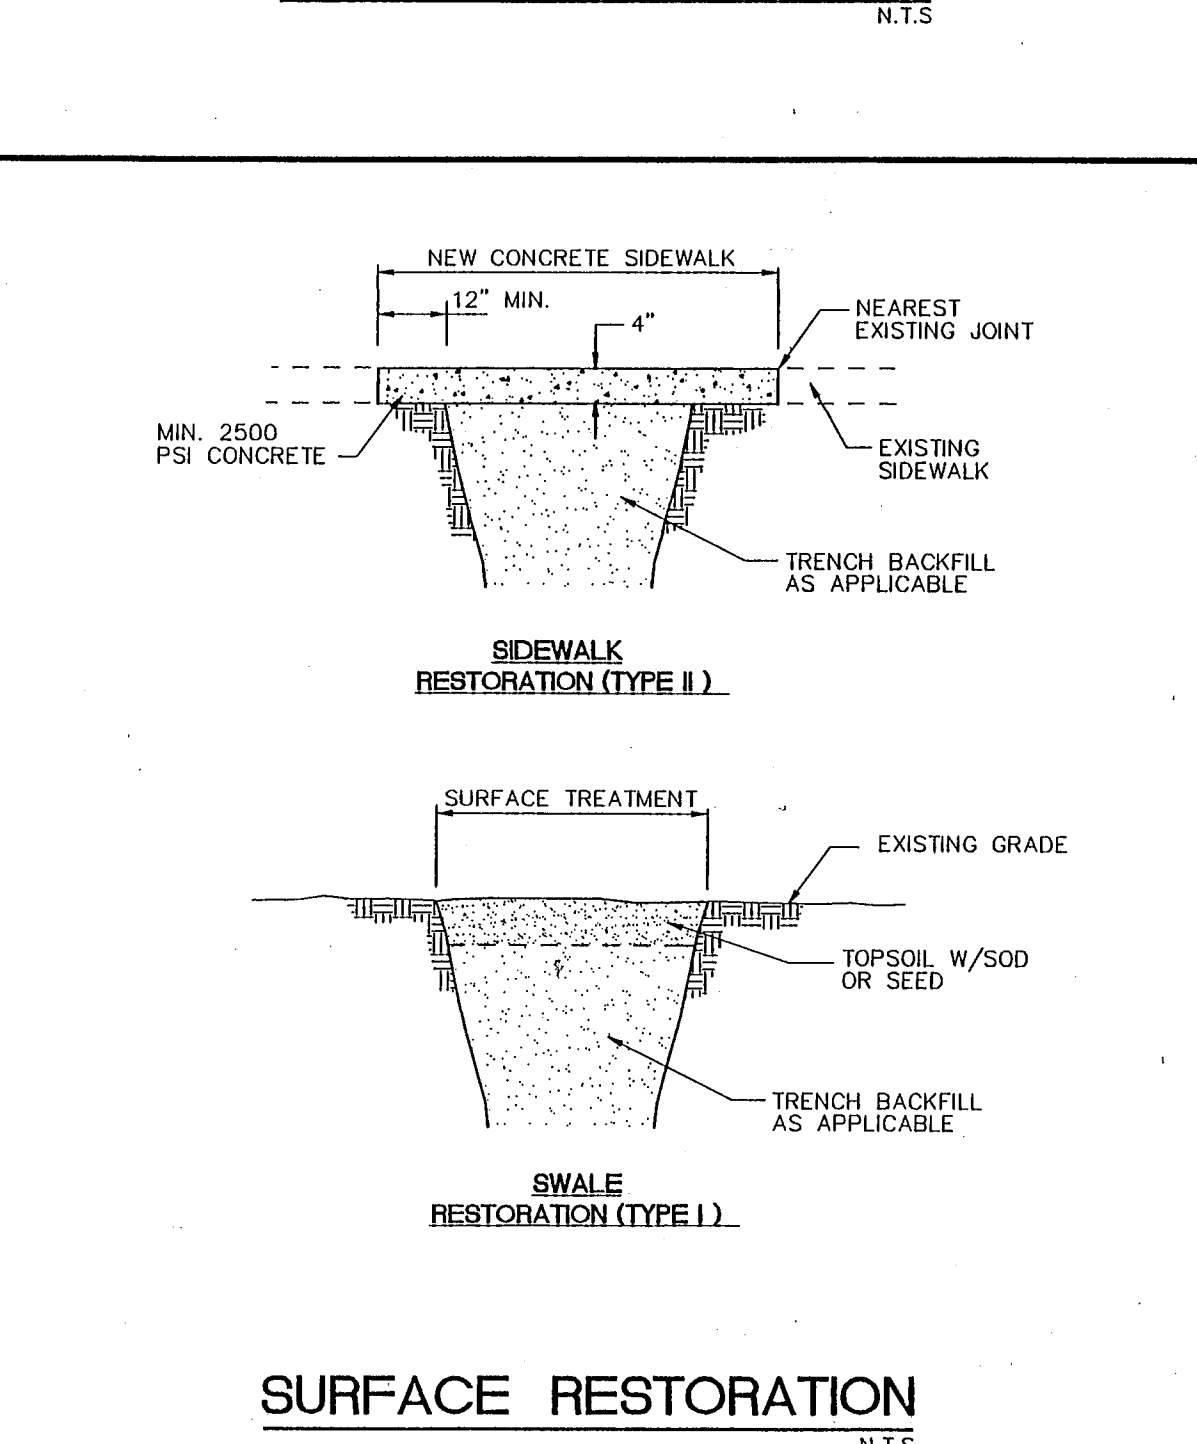 N.T.S
NEW CONCRETE SIDEWALK
12" MIN.
4"
NEAREST
EXISTING JOINT
MIN. 2500
PSI CONCRETE
EXISTING
SIDEWALK
TRENCH BACKFILL
AS APPLICABLE
SIDEWALK
RESTORATION (TYPE II )
SURFACE TREATMENT
EXISTING GRADE
TOPSOIL W/SOD
OR SEED
TRENCH BACKFILL
AS APPLICABLE
SWALE
RESTORATION (TYPE I )
SURFACE RESTORATION
N.T.S